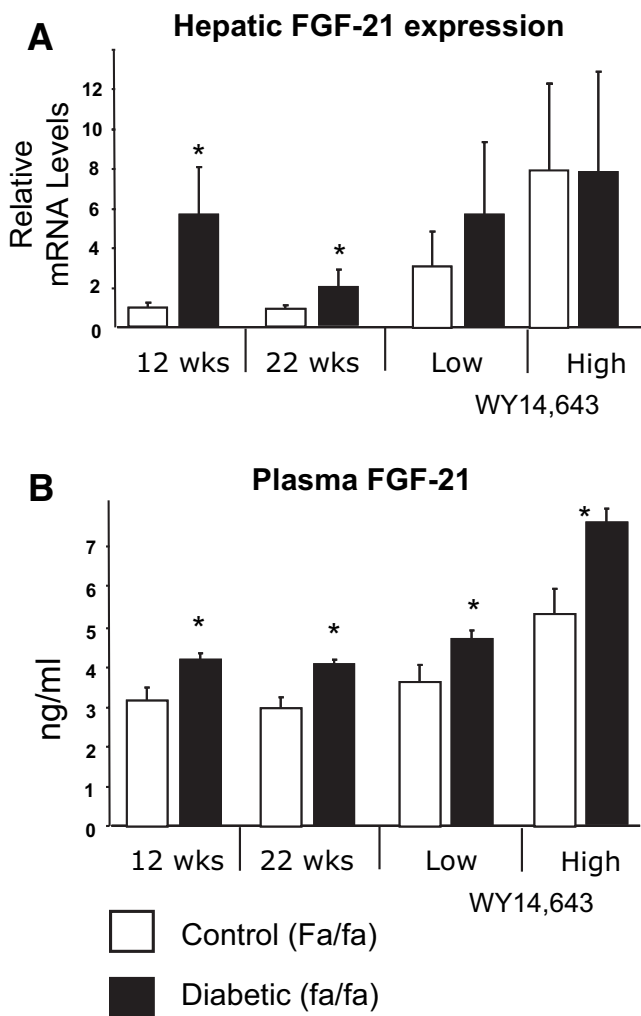 A
Hepatic FGF-21 expression
Relative
mRNA Levels
12
10
8
6
4
2
0
*
*
12 wks
22 wks
Low
High
WY14,643
B
Plasma FGF-21
ng/ml
7
6
5
4
3
2
1
0
*
*
*
*
12 wks
22 wks
Low
High
WY14,643
Control (Fa/fa)
Diabetic (fa/fa)